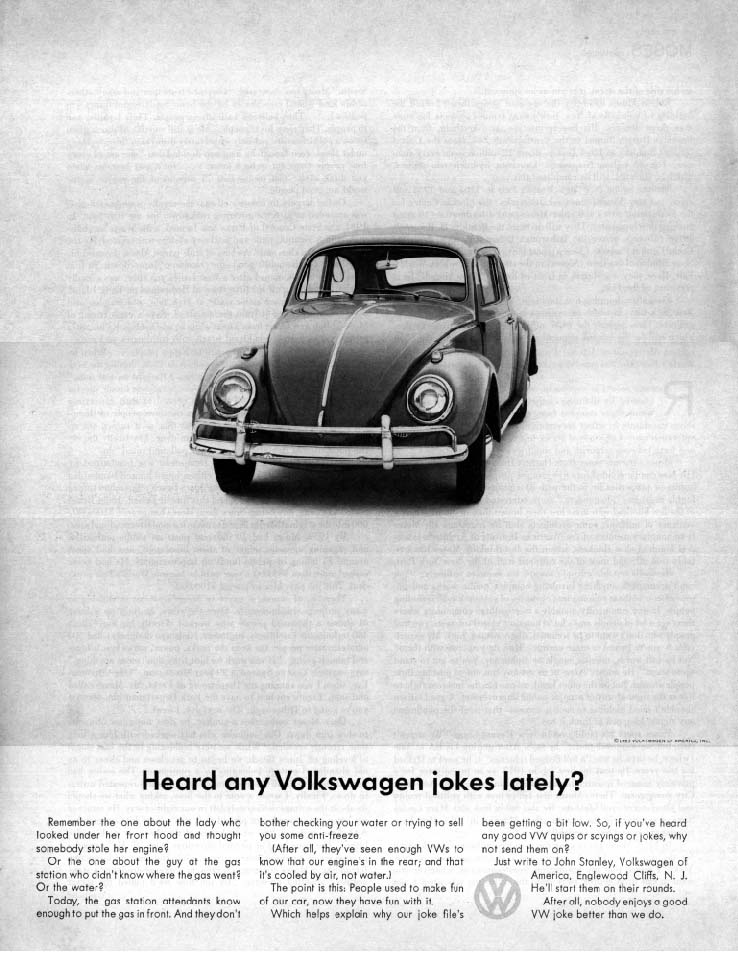 ©1963 VOLKSWAGEN OF AMERICA, INC.
Heard any Volkswagen jokes lately?
Remember the one about the lady who
looked under her front hood and thought
somebody stole her engine?
Or the one about the guy at the gas
station who didn't know where the gas went?
Or the water?
Today, the gas station attendants know
enough to put the gas in front. And they don't
bother checking your water or trying to sell
you some anti-freeze.
(After all, they've seen enough VWs to
know that our engine's in the rear; and that
it's cooled by air, not water.)
The point is this: People used to make fun
of our car, now they have fun with it.
Which helps explain why our joke file's
been getting a bit low. So, if you've heard
any good VW quips or sayings or jokes, why
not send them on?
Just write to John Stanley, Volkswagen of
America, Englewood Cliffs, N. J.
He'll start them on their rounds.
After all, nobody enjoys a good
VW joke better than we do.
VW